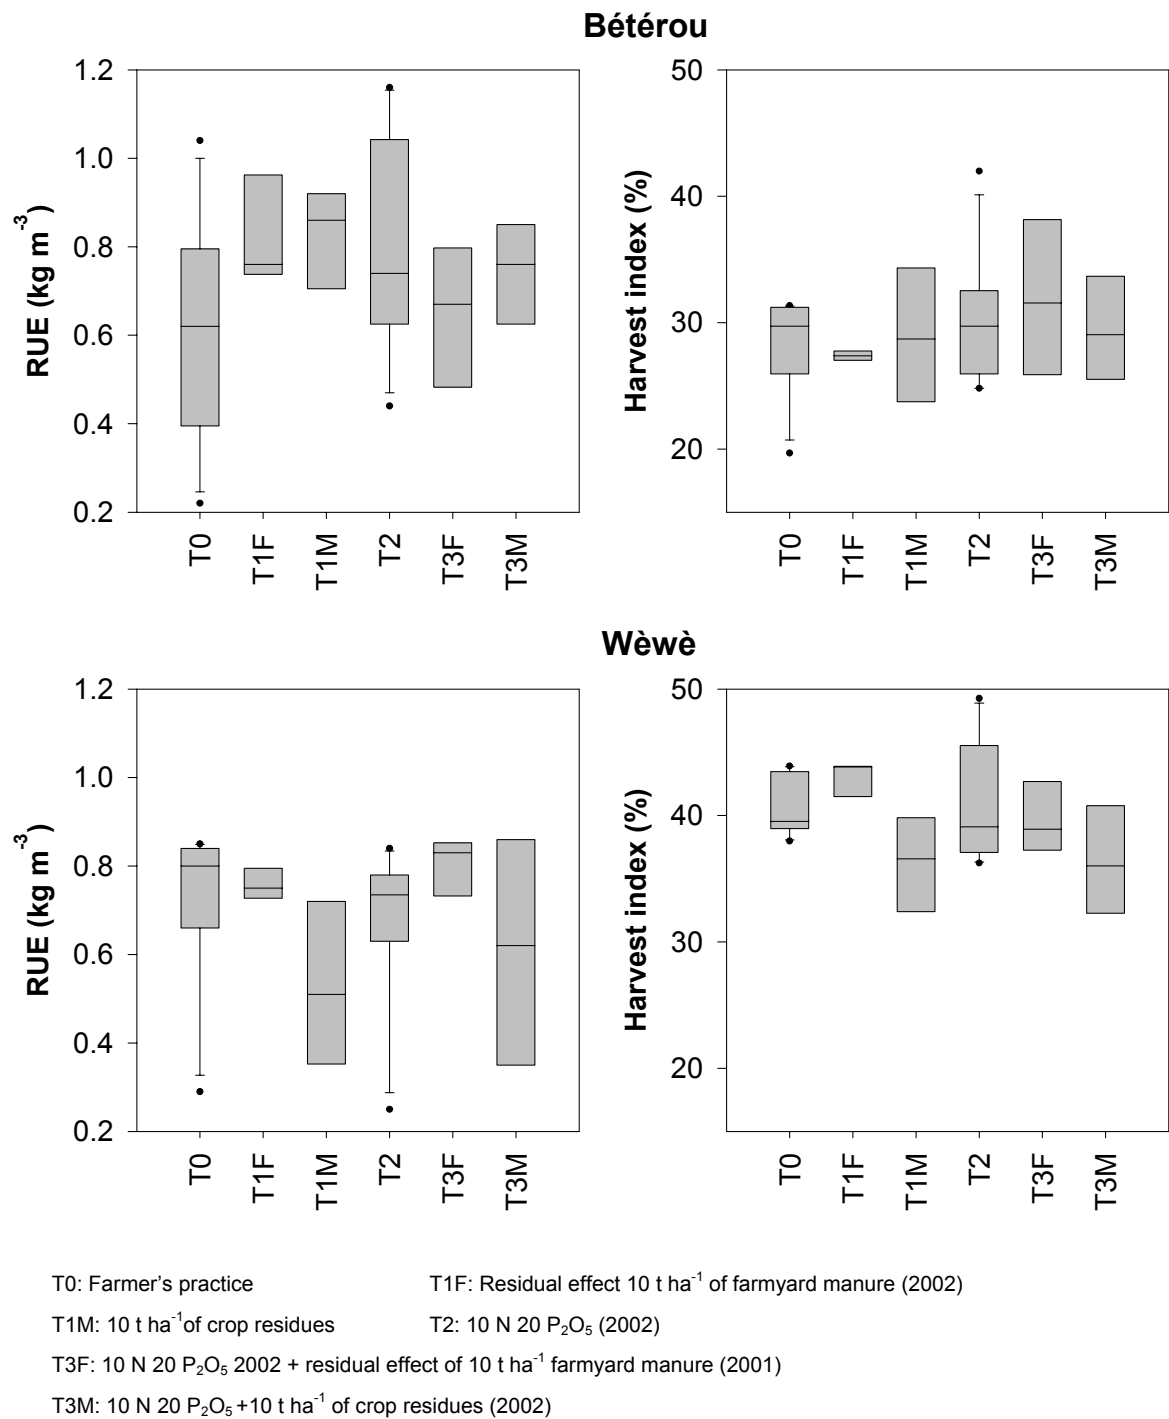 Bétérou
1.2
1.0
0.8
0.6
0.4
0.2
RUE (kg m⁻³)
T0 T1F T1M T2 T3F T3M
50
40
30
20
Harvest index (%)
T0 T1F T1M T2 T3F T3M
Wèwè
1.2
1.0
0.8
0.6
0.4
0.2
RUE (kg m⁻³)
T0 T1F T1M T2 T3F T3M
50
40
30
20
Harvest index (%)
T0 T1F T1M T2 T3F T3M
T0: Farmer's practice T1F: Residual effect 10 t ha⁻¹ of farmyard manure (2002)
T1M: 10 t ha⁻¹of crop residues T2: 10 N 20 P₂O₅ (2002)
T3F: 10 N 20 P₂O₅ 2002 + residual effect of 10 t ha⁻¹ farmyard manure (2001)
T3M: 10 N 20 P₂O₅ +10 t ha⁻¹ of crop residues (2002)